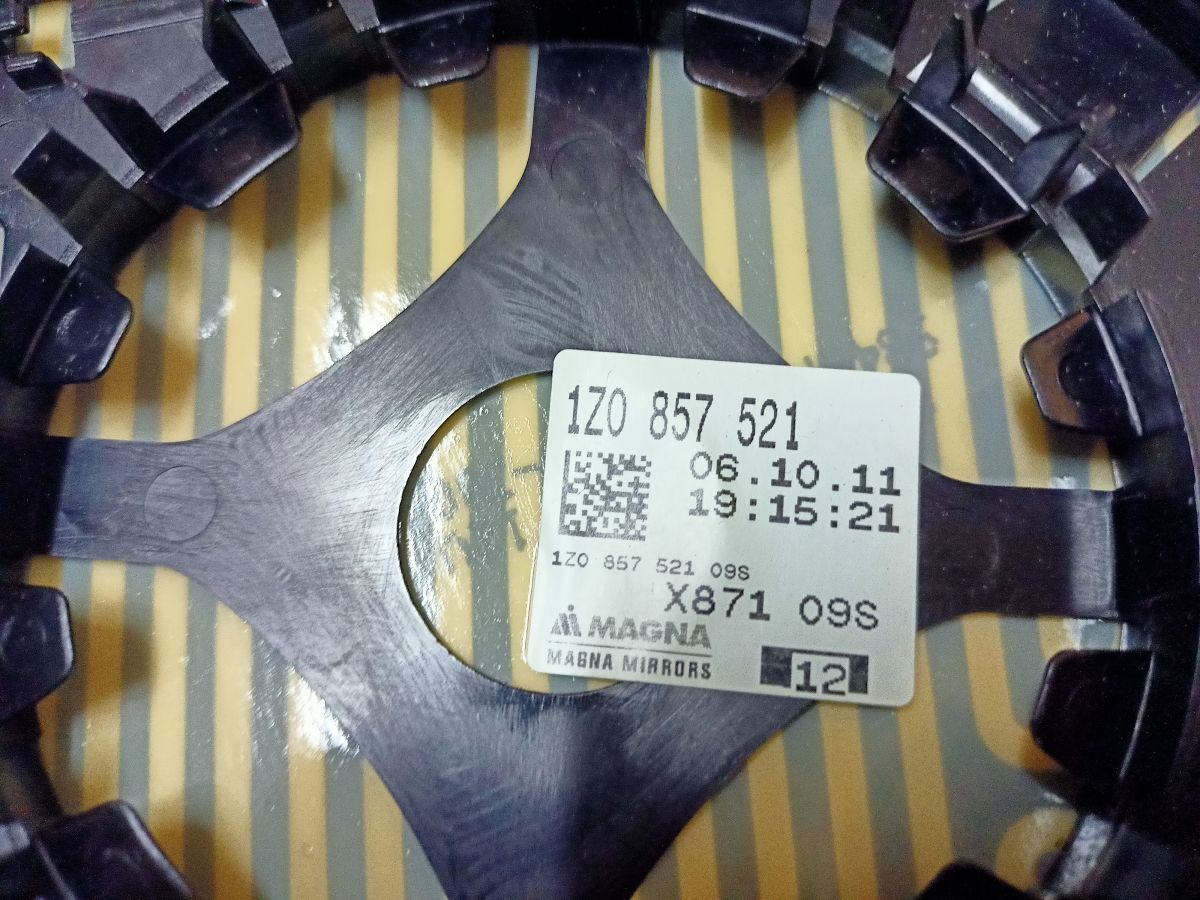 1Z0 857 521
06.10.11
19:15:21
1Z0 857 521 09S
X871 09S
MAGNA
MAGNA MIRRORS
12